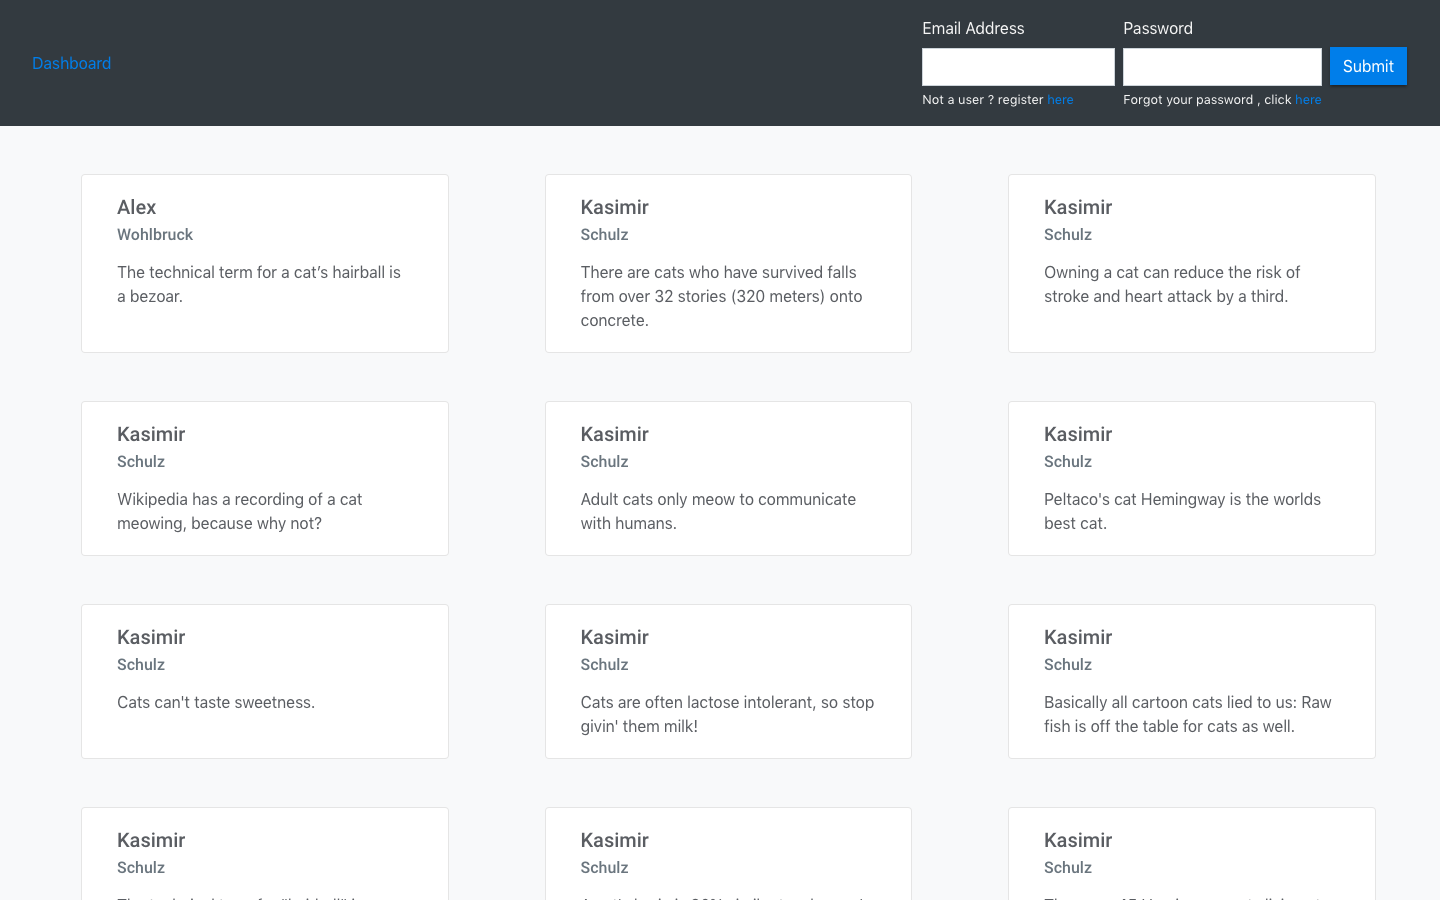 Dashboard
Email Address
Password
Submit
Not a user ? register here
Forgot your password , click here
Alex
Wohlbruck
The technical term for a cat’s hairball is
a bezoar.
Kasimir
Schulz
There are cats who have survived falls
from over 32 stories (320 meters) onto
concrete.
Kasimir
Schulz
Owning a cat can reduce the risk of
stroke and heart attack by a third.
Kasimir
Schulz
Wikipedia has a recording of a cat
meowing, because why not?
Kasimir
Schulz
Adult cats only meow to communicate
with humans.
Kasimir
Schulz
Peltaco's cat Hemingway is the worlds
best cat.
Kasimir
Schulz
Cats can't taste sweetness.
Kasimir
Schulz
Cats are often lactose intolerant, so stop
givin' them milk!
Kasimir
Schulz
Basically all cartoon cats lied to us: Raw
fish is off the table for cats as well.
Kasimir
Schulz
Kasimir
Schulz
Kasimir
Schulz